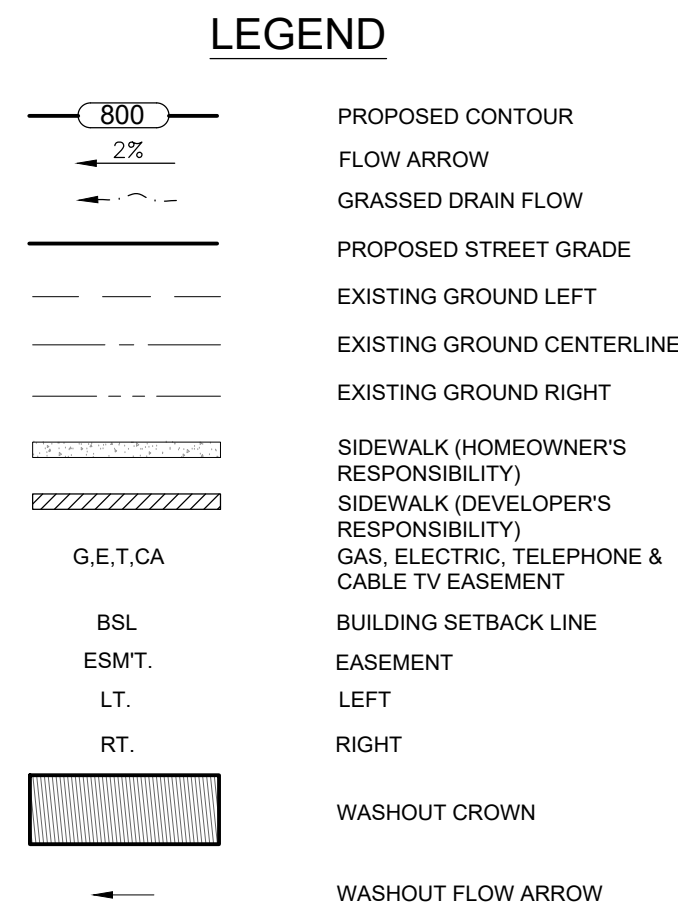 LEGEND
800 PROPOSED CONTOUR
2% FLOW ARROW
GRASSED DRAIN FLOW
PROPOSED STREET GRADE
EXISTING GROUND LEFT
EXISTING GROUND CENTERLINE
EXISTING GROUND RIGHT
SIDEWALK (HOMEOWNER'S
RESPONSIBILITY)
SIDEWALK (DEVELOPER'S
RESPONSIBILITY)
G,E,T,CA GAS, ELECTRIC, TELEPHONE &
CABLE TV EASEMENT
BSL BUILDING SETBACK LINE
ESM'T. EASEMENT
LT. LEFT
RT. RIGHT
WASHOUT CROWN
WASHOUT FLOW ARROW